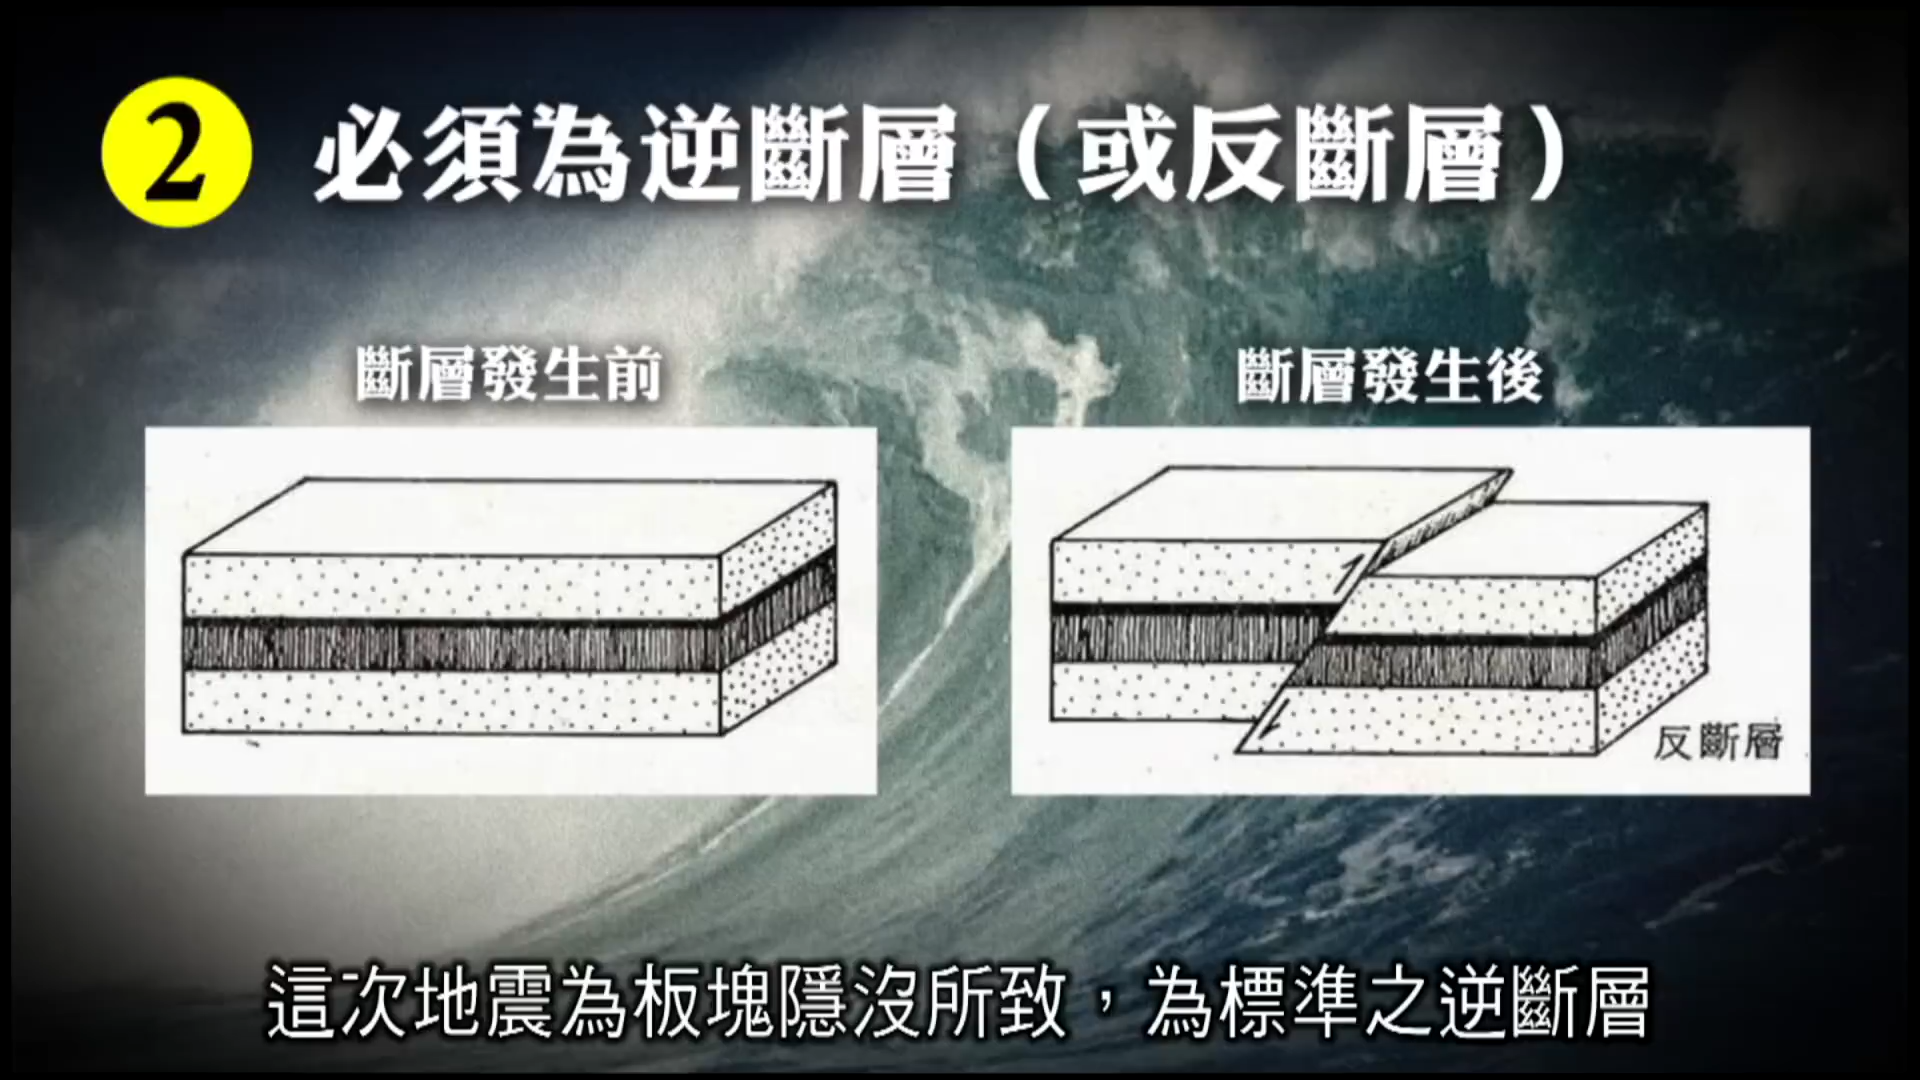 2 必須為逆斷層（或反斷層）
斷層發生前
斷層發生後
反斷層
這次地震為板塊隱沒所致，為標準之逆斷層